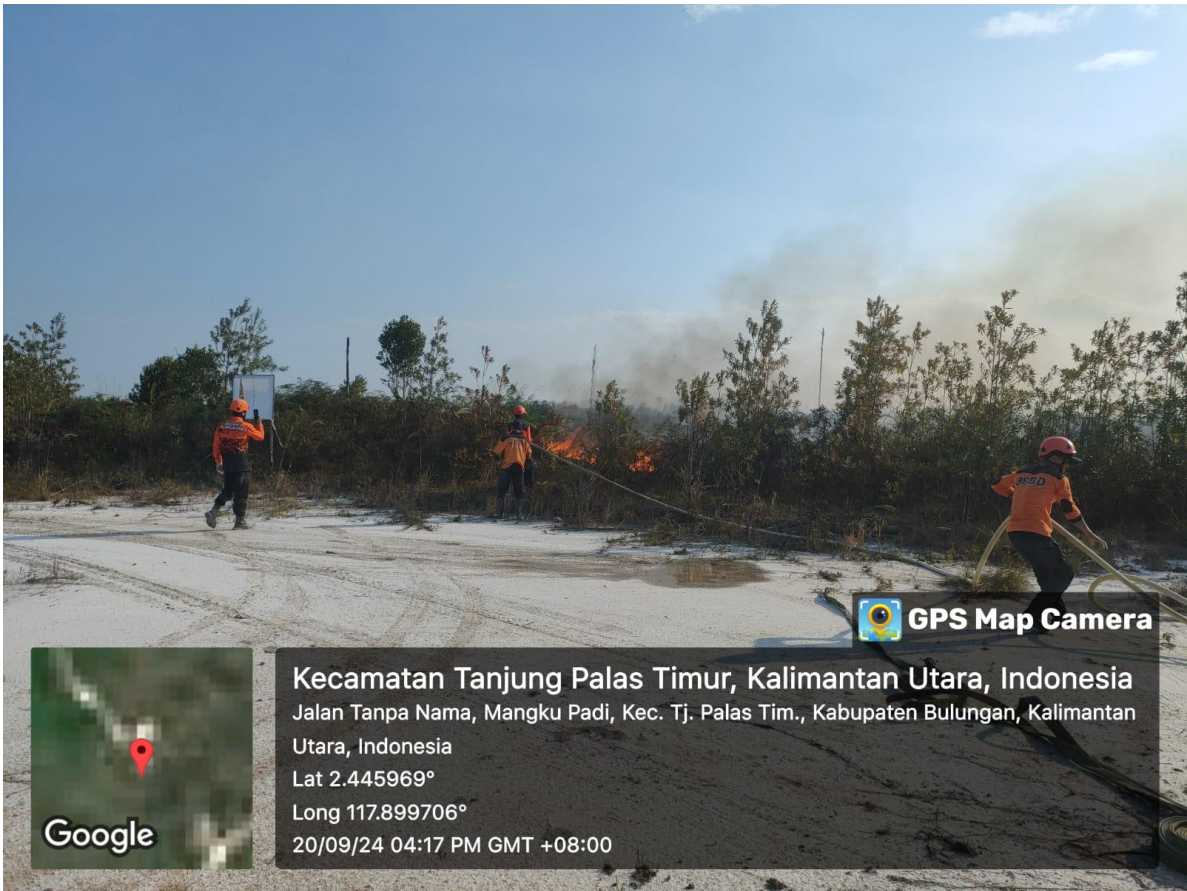 BPBD
GPS Map Camera
Kecamatan Tanjung Palas Timur, Kalimantan Utara, Indonesia
Jalan Tanpa Nama, Mangku Padi, Kec. Tj. Palas Tim., Kabupaten Bulungan, Kalimantan
Utara, Indonesia
Lat 2.445969°
Long 117.899706°
20/09/24 04:17 PM GMT +08:00
Google